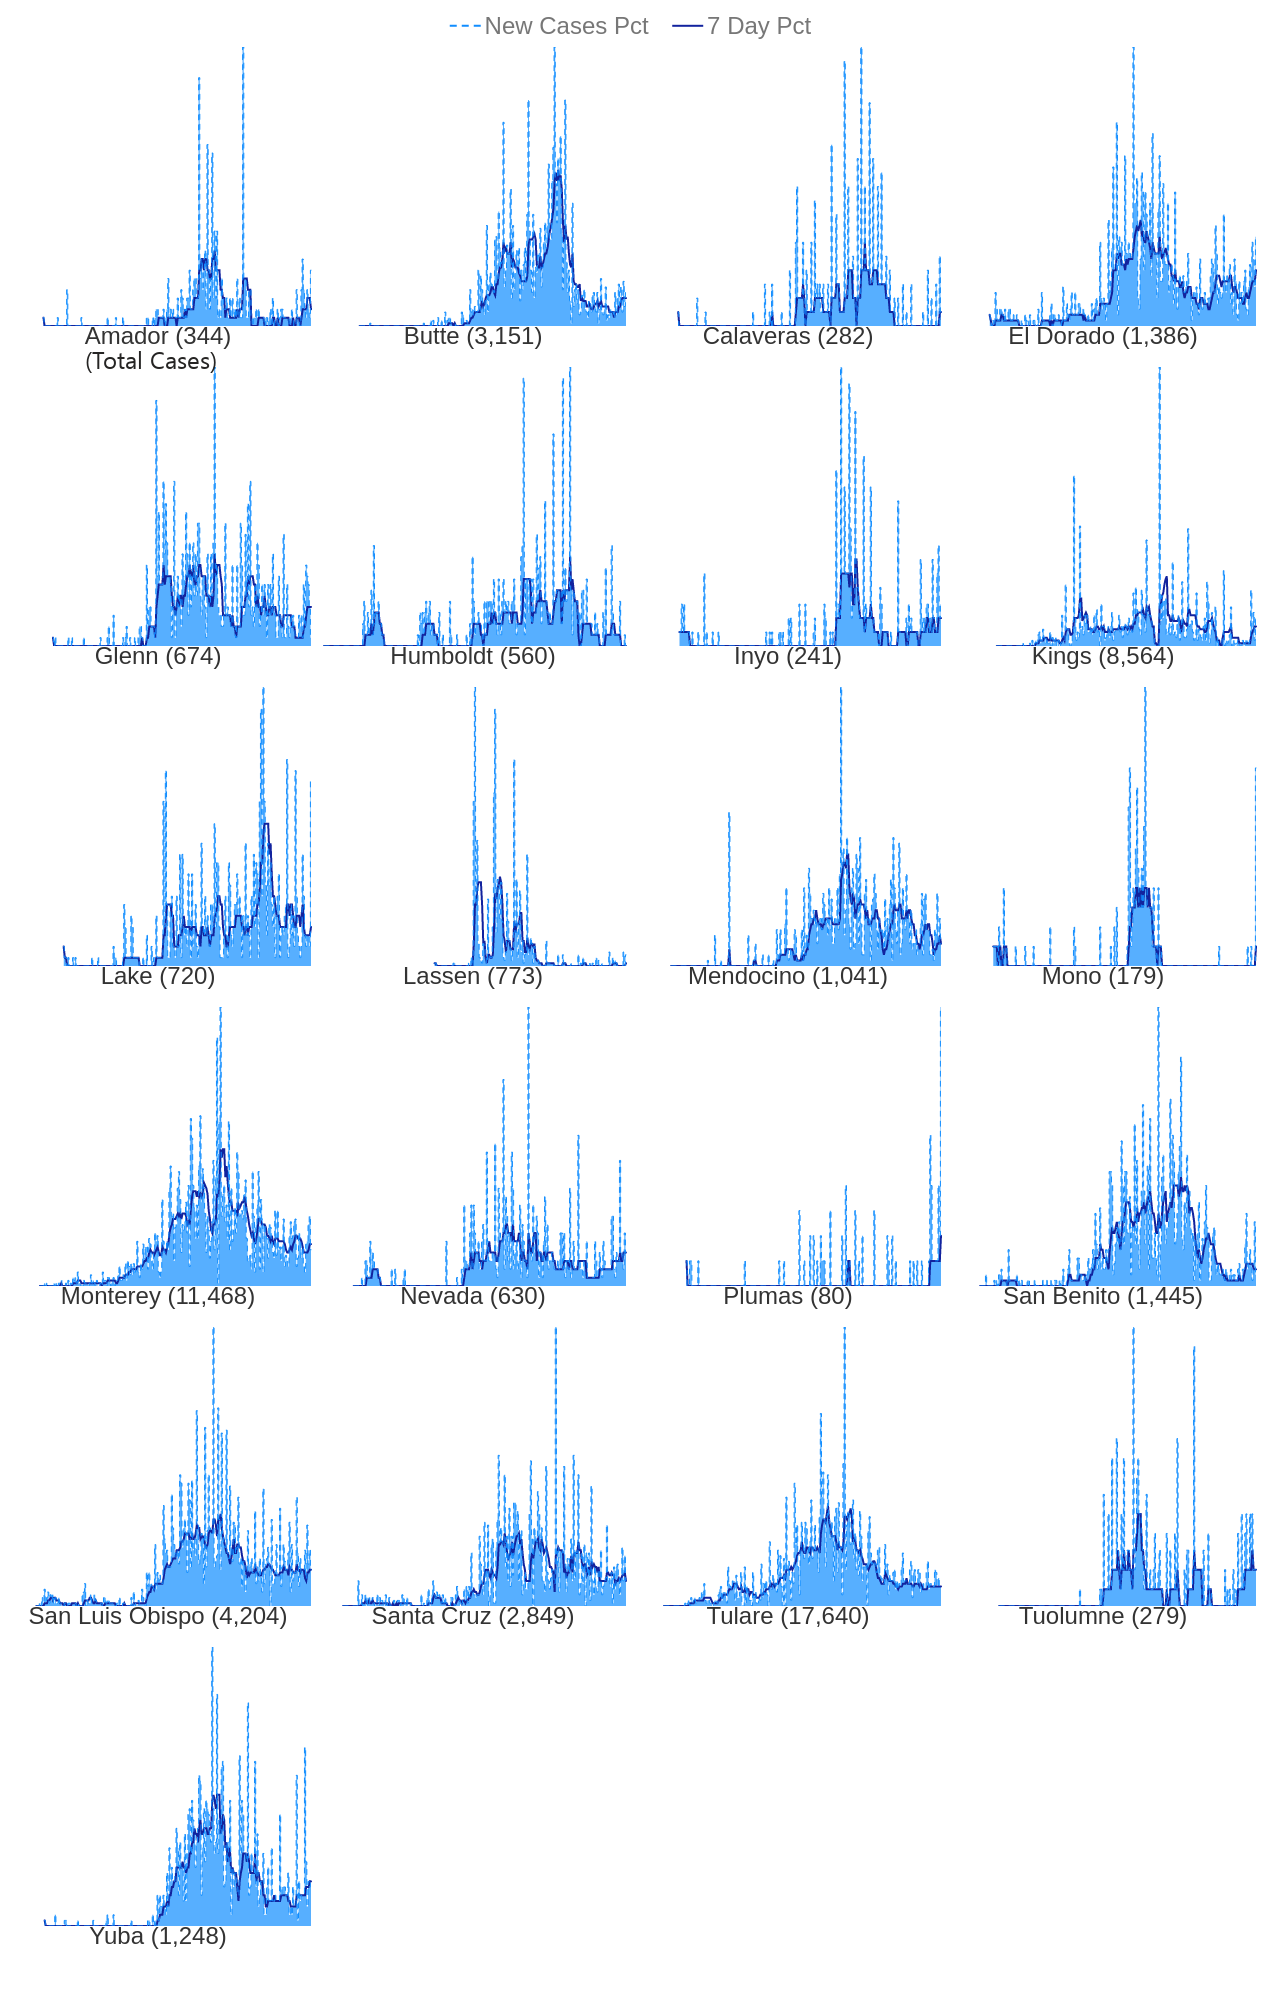 New Cases Pct 7 Day Pct
Amador (344) Butte (3,151) Calaveras (282) El Dorado (1,386)
(Total Cases)
Glenn (674) Humboldt (560) Inyo (241) Kings (8,564)
Lake (720) Lassen (773) Mendocino (1,041) Mono (179)
Monterey (11,468) Nevada (630) Plumas (80) San Benito (1,445)
San Luis Obispo (4,204) Santa Cruz (2,849) Tulare (17,640) Tuolumne (279)
Yuba (1,248)